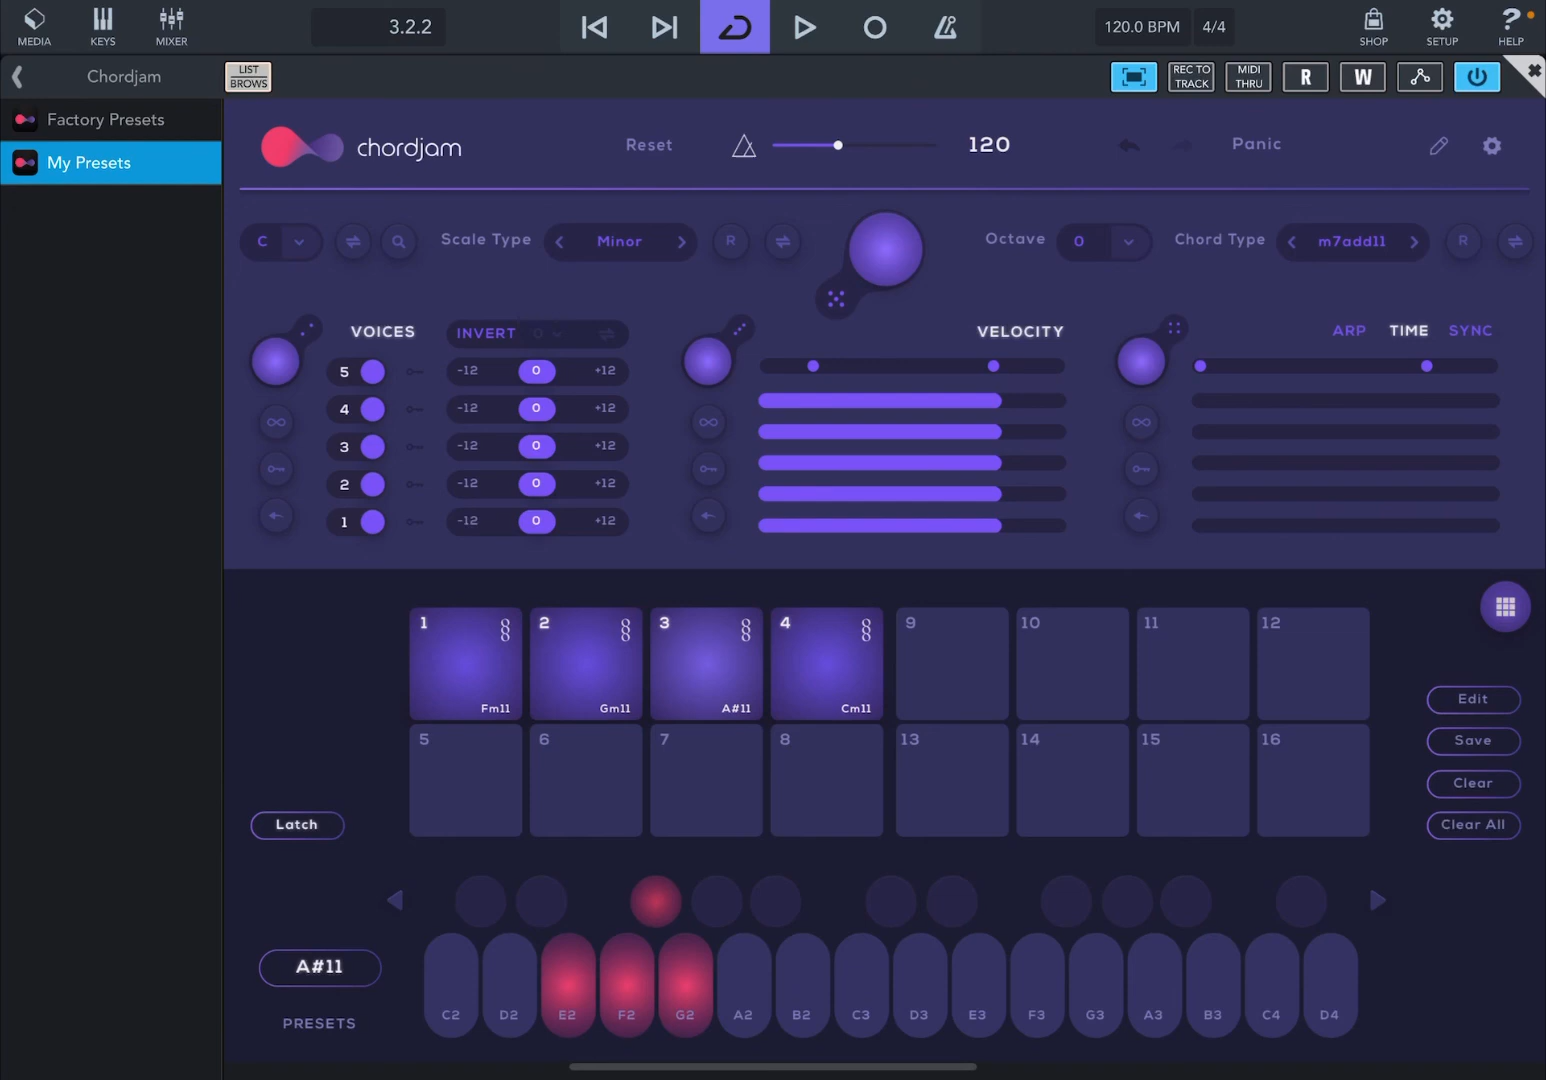 MEDIA
KEYS
MIXER
3.2.2
120.0 BPM
4/4
SHOP
SETUP
?
HELP
Chordjam
LIST
BROWS
REC TO
TRACK
MIDI
THRU
R
W
Factory Presets
My Presets
chordjam
Reset
120
Panic
C
Scale Type
Minor
R
Octave
0
Chord Type
m7add11
R
VOICES
INVERT 0
VELOCITY
ARP TIME SYNC
5 -12 0 +12
4 -12 0 +12
3 -12 0 +12
2 -12 0 +12
1 -12 0 +12
1
Fm11
2
Gm11
3
A#11
4
Cm11
9
10
11
12
5
6
7
8
13
14
15
16
Edit
Save
Clear
Clear All
Latch
A#11
PRESETS
C2 D2 E2 F2 G2 A2 B2 C3 D3 E3 F3 G3 A3 B3 C4 D4